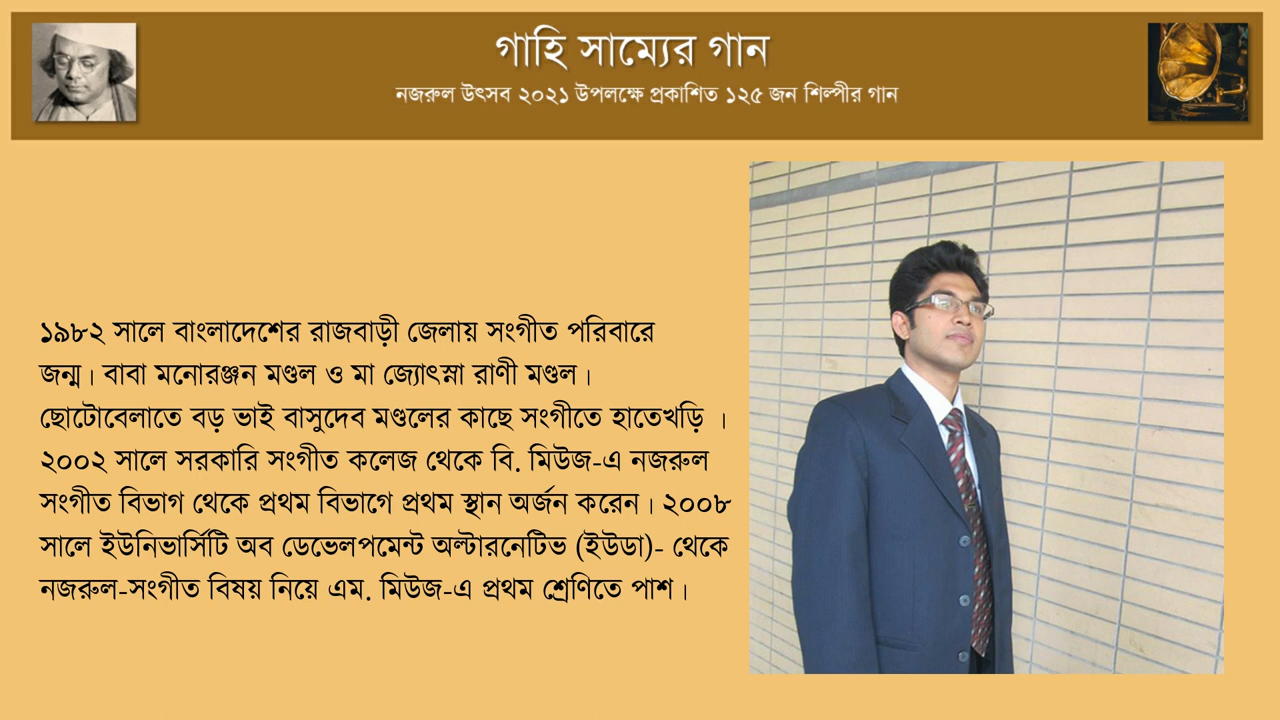 গাহি সাম্যের গান
নজরুল উৎসব ২০২১ উপলক্ষে প্রকাশিত ১২৫ জন শিল্পীর গান
১৯৮২ সালে বাংলাদেশের রাজবাড়ী জেলায় সংগীত পরিবারে
জন্ম। বাবা মনোরঞ্জন মণ্ডল ও মা জ্যোৎস্না রাণী মণ্ডল।
ছোটোবেলাতে বড় ভাই বাসুদেব মণ্ডলের কাছে সংগীতে হাতেখড়ি ।
২০০২ সালে সরকারি সংগীত কলেজ থেকে বি. মিউজ-এ নজরুল
সংগীত বিভাগ থেকে প্রথম বিভাগে প্রথম স্থান অর্জন করেন। ২০০৮
সালে ইউনিভার্সিটি অব ডেভেলপমেন্ট অল্টারনেটিভ (ইউডা)- থেকে
নজরুল-সংগীত বিষয় নিয়ে এম. মিউজ-এ প্রথম শ্রেণিতে পাশ।